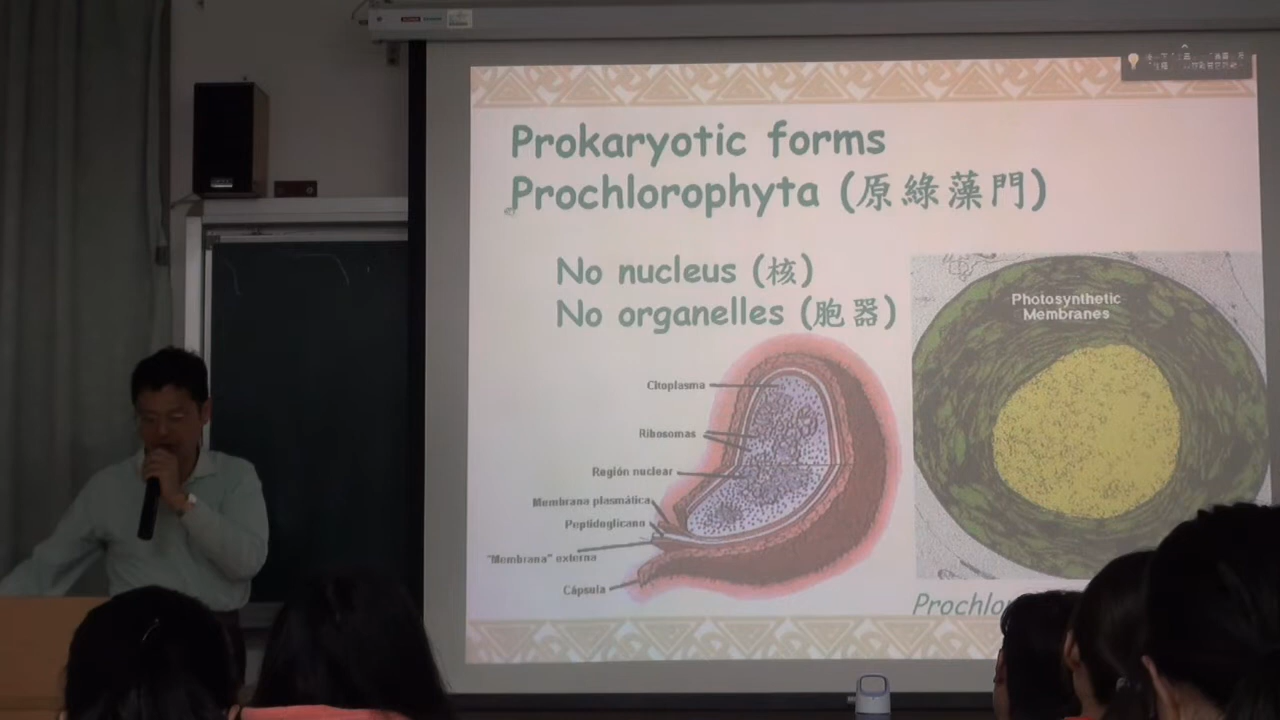 Prokaryotic forms
Prochlorophyta (原綠藻門)
No nucleus (核)
No organelles (胞器)
Photosynthetic
Membranes
Citoplasma
Ribosomas
Región nuclear
Membrana plasmática
Peptidoglicano
"Membrana" externa
Cápsula